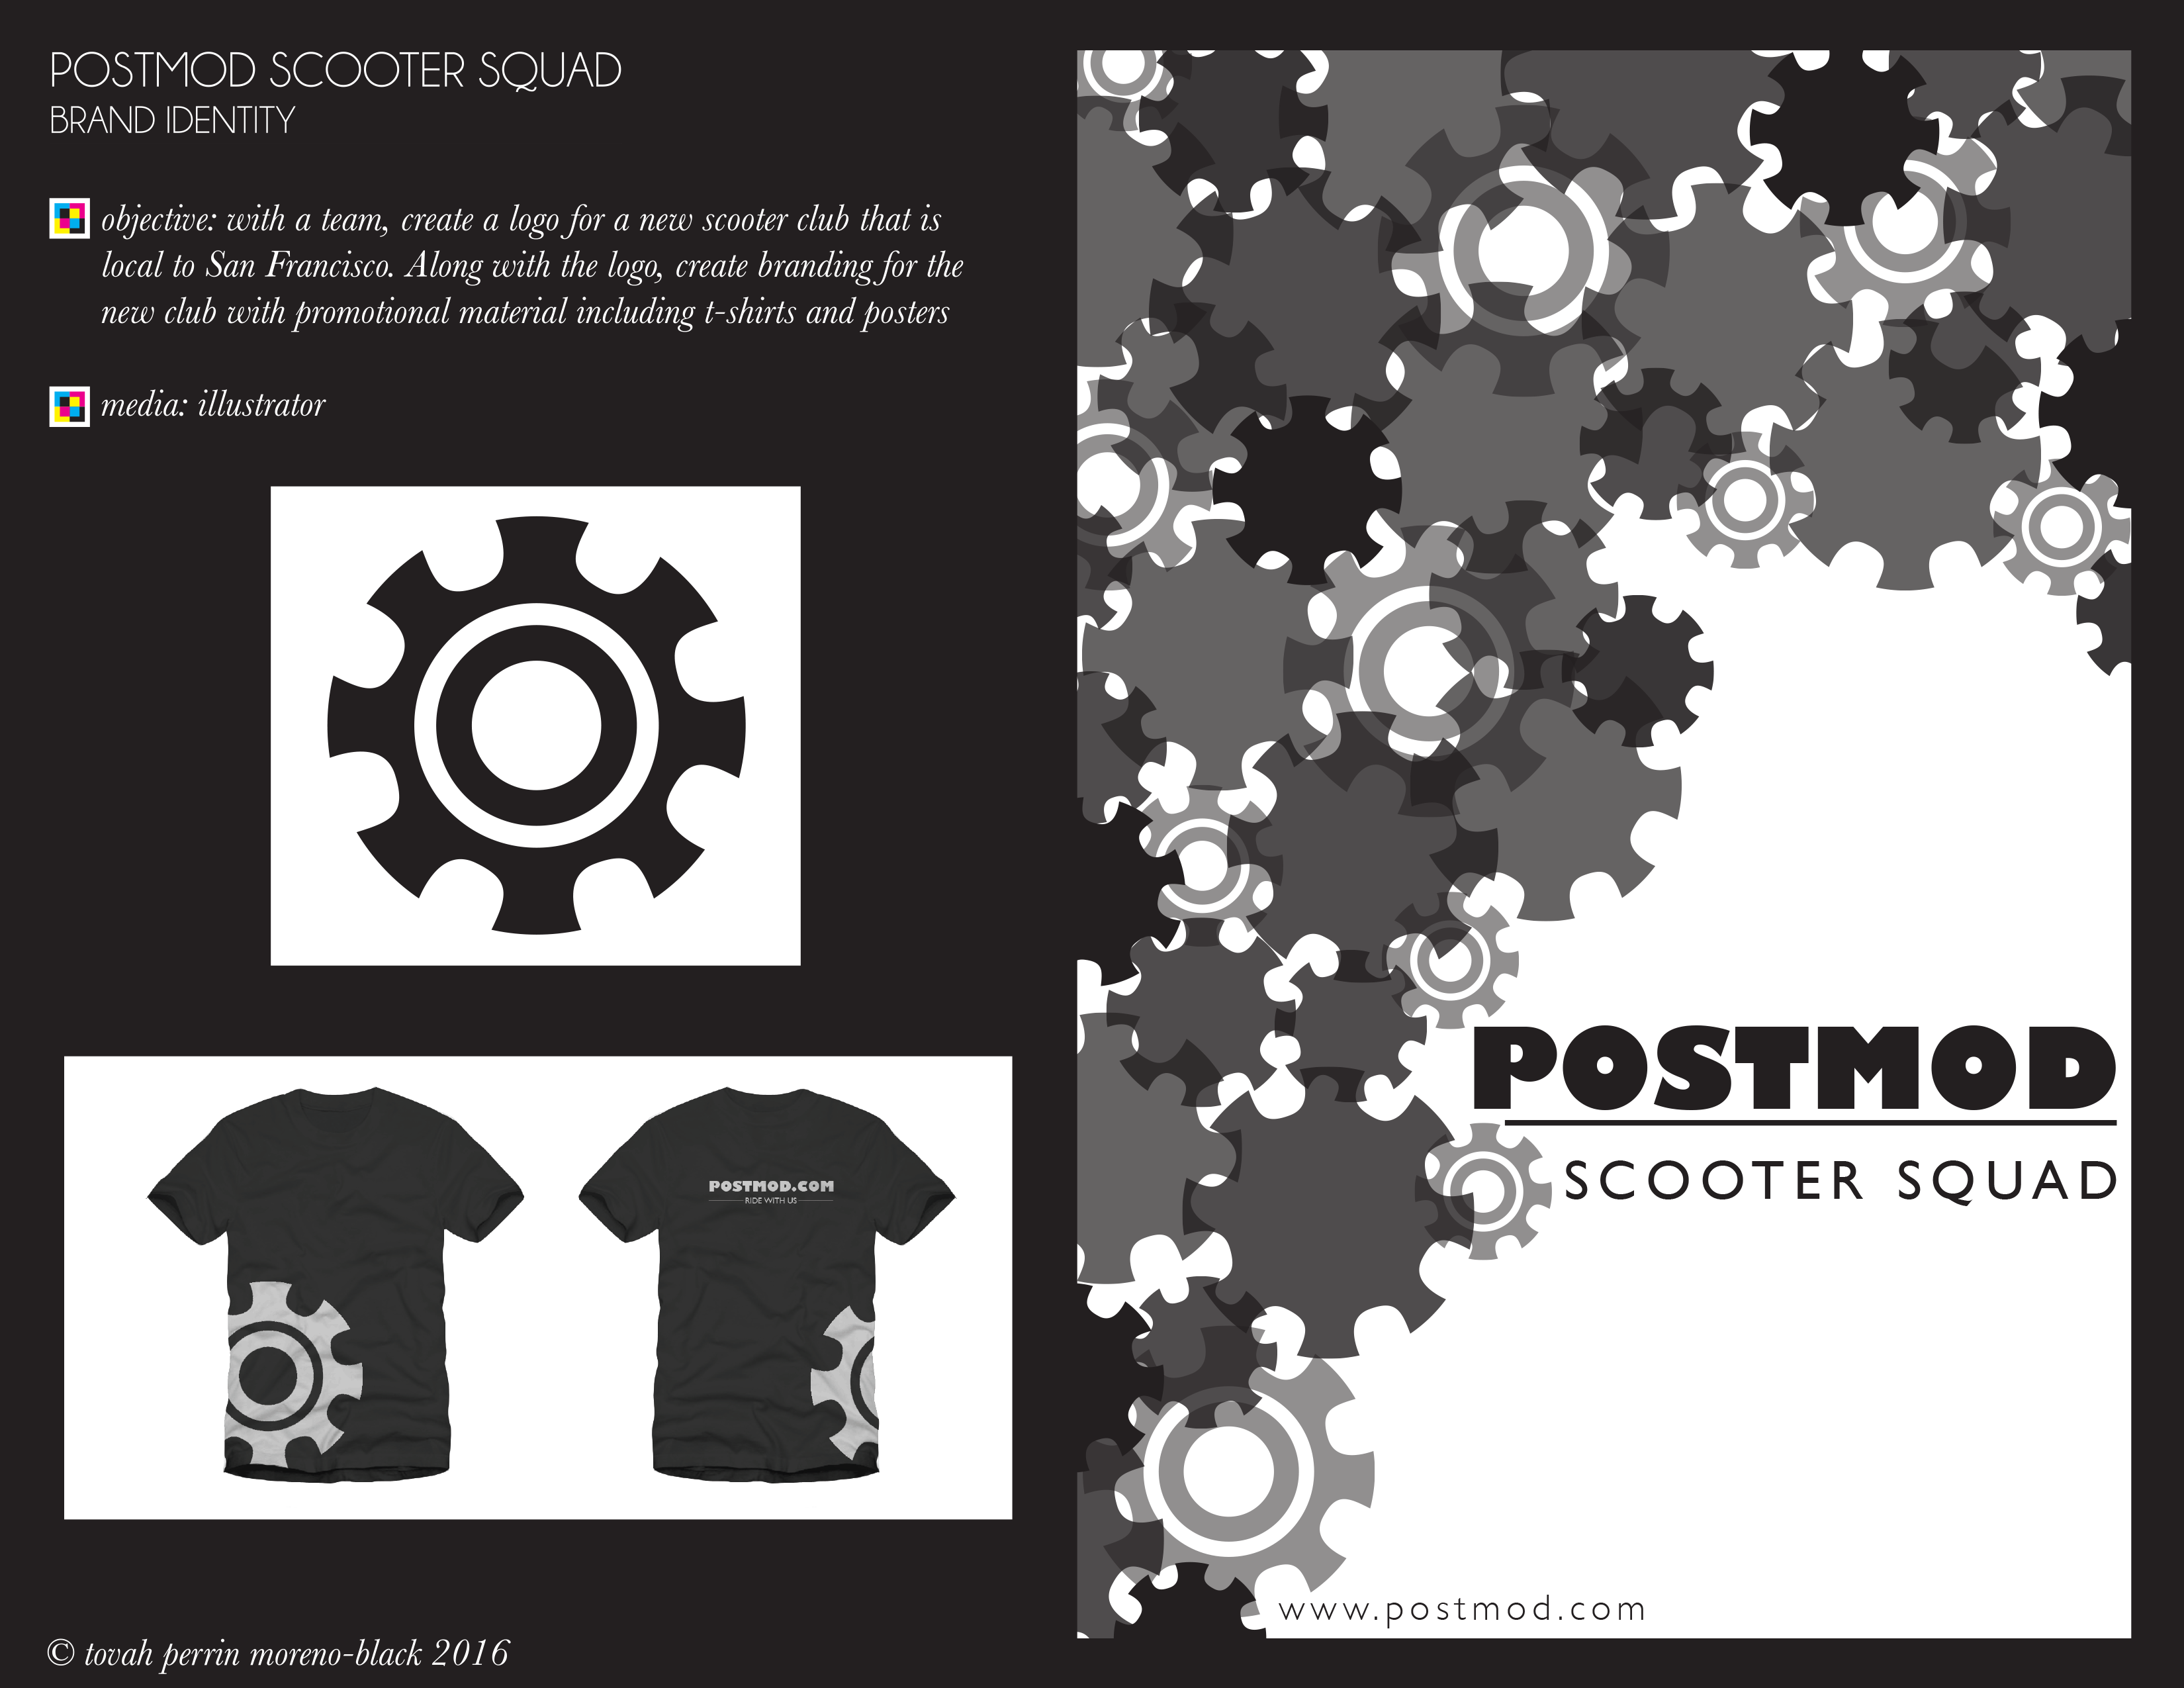 POSTMOD SCOOTER SQUAD
BRAND IDENTITY
objective: with a team, create a logo for a new scooter club that is
local to San Francisco. Along with the logo, create branding for the
new club with promotional material including t-shirts and posters
media: illustrator
POSTMOD.COM
RIDE WITH US
© tovah perrin moreno-black 2016
POSTMOD
SCOOTER SQUAD
www.postmod.com